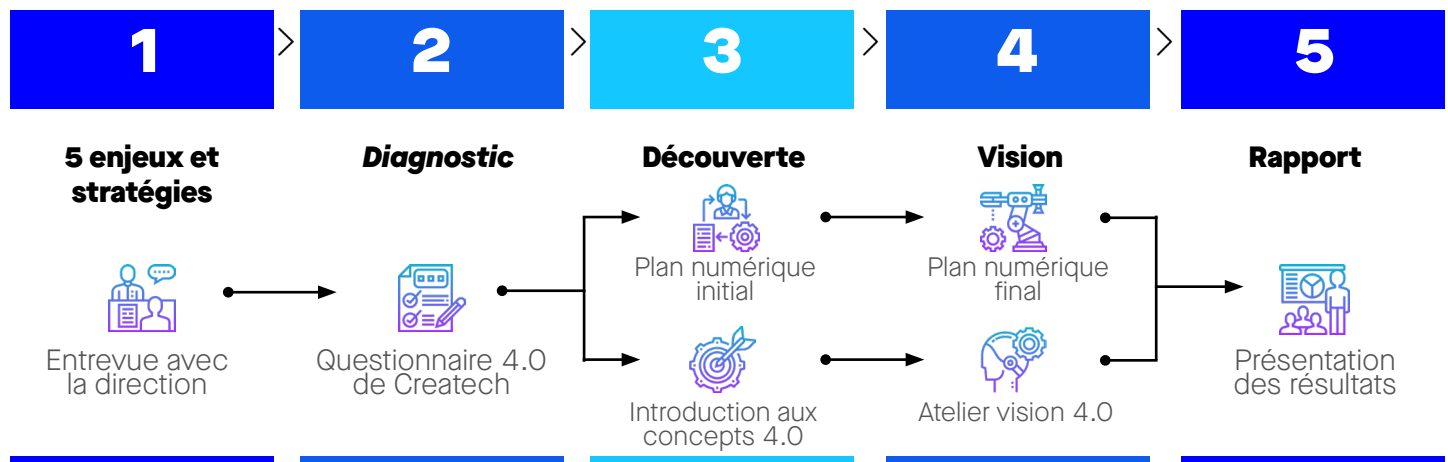 1
2
3
4
5
5 enjeux et
stratégies
Diagnostic
Découverte
Vision
Rapport
Entrevue avec
la direction
Questionnaire 4.0
de Createch
Plan numérique
initial
Introduction aux
concepts 4.0
Plan numérique
final
Atelier vision 4.0
Présentation
des résultats